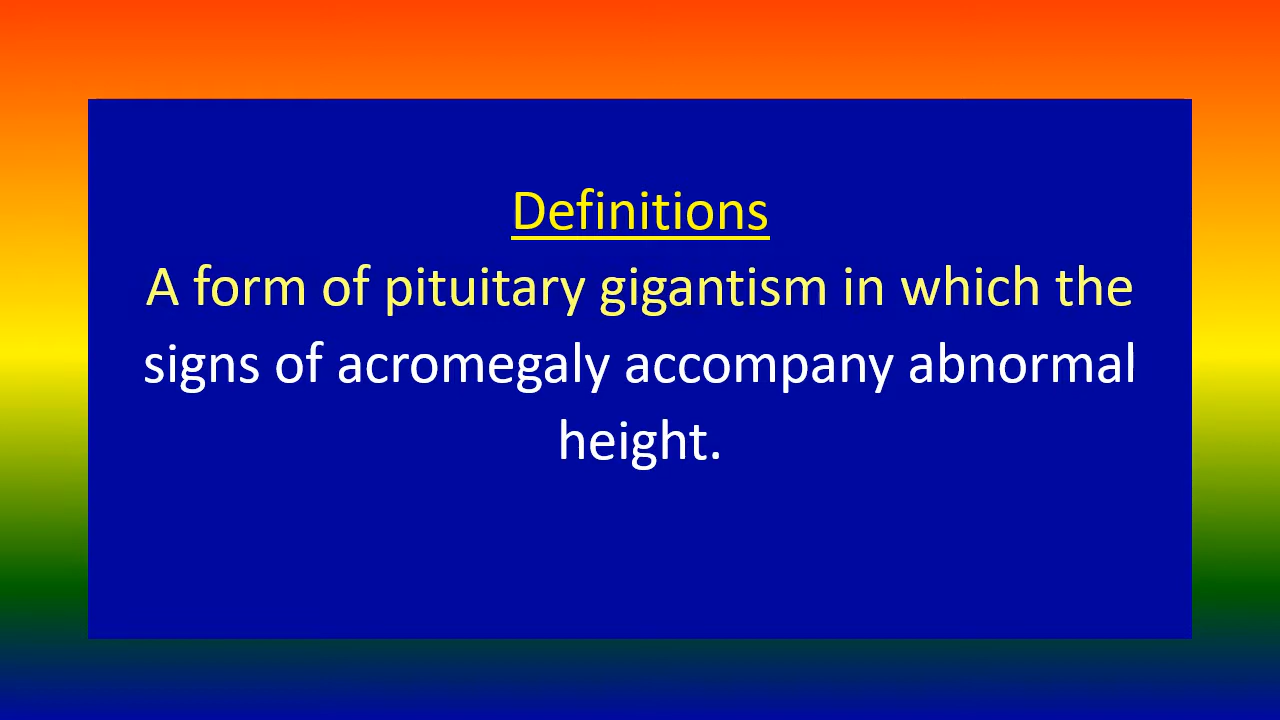 Definitions
A form of pituitary gigantism in which the
signs of acromegaly accompany abnormal
height.